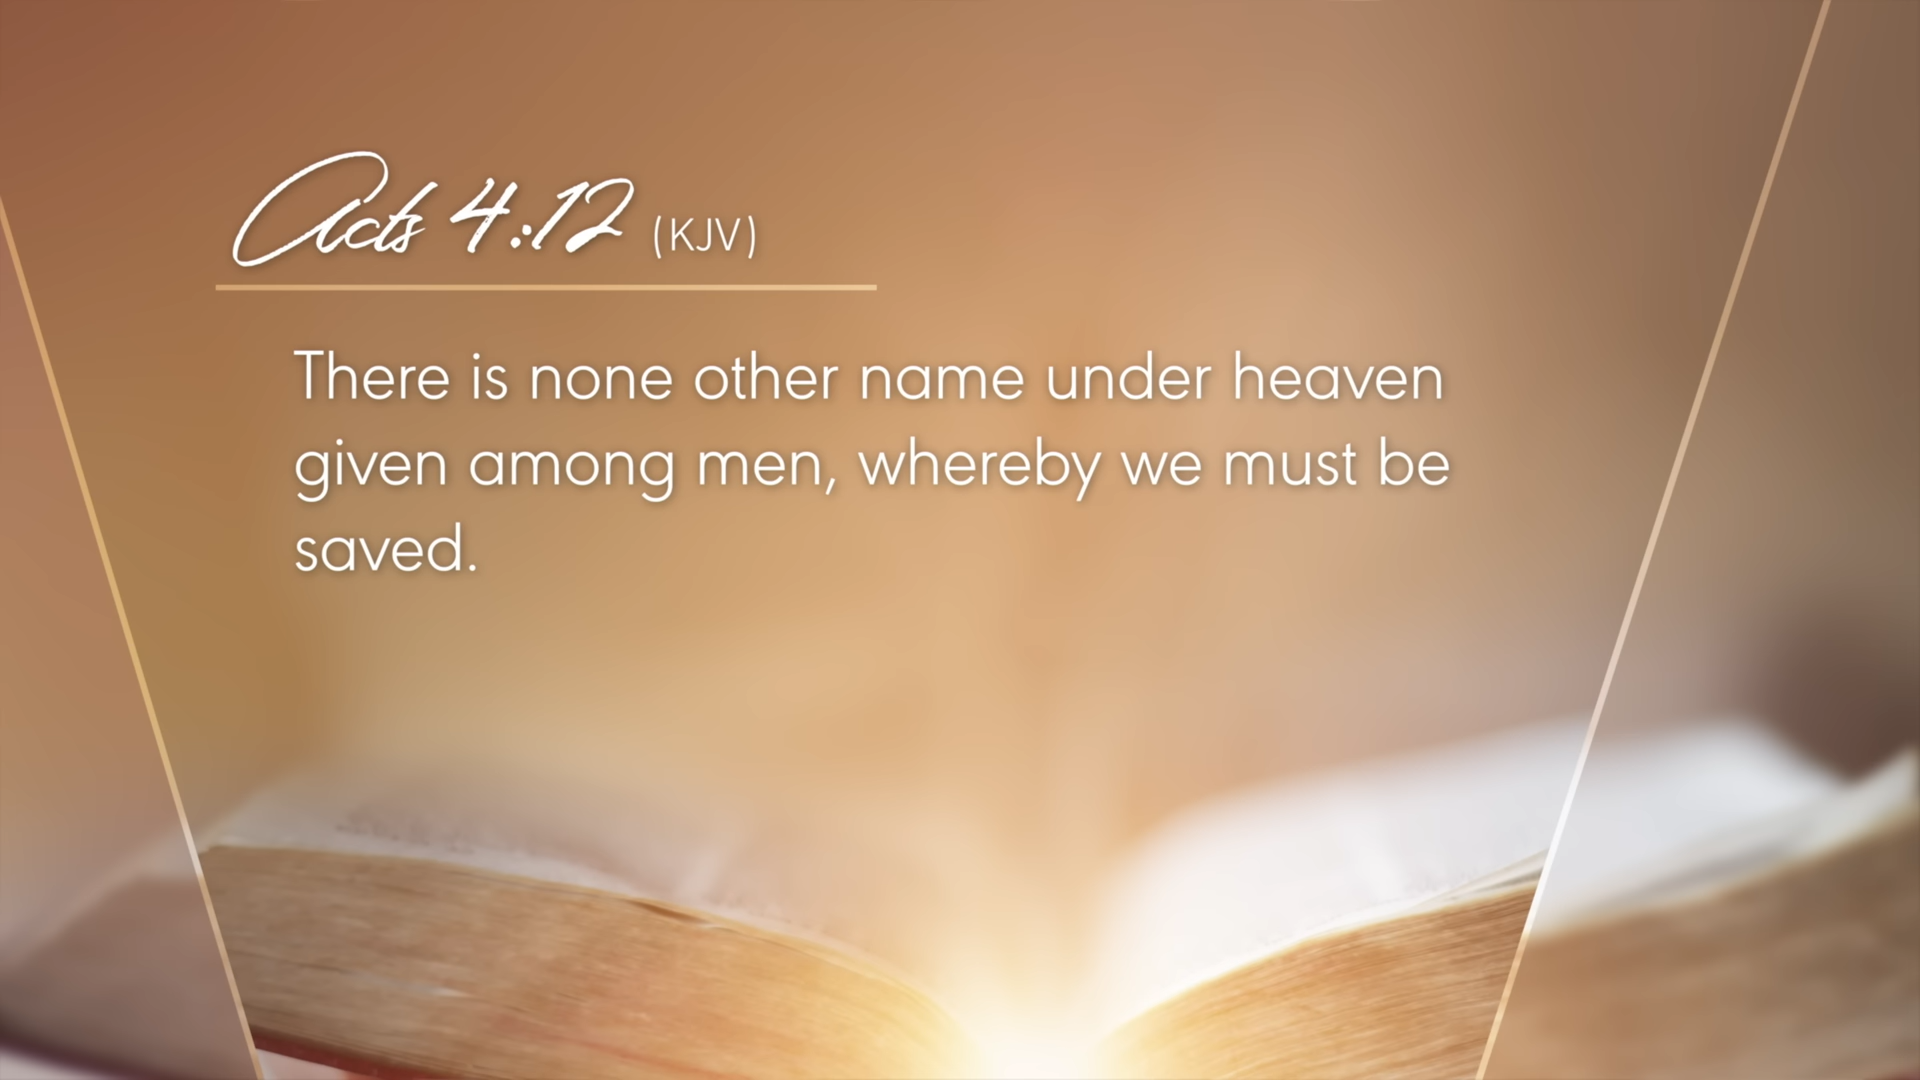 Acts 4:12 (KJV)
There is none other name under heaven
given among men, whereby we must be
saved.